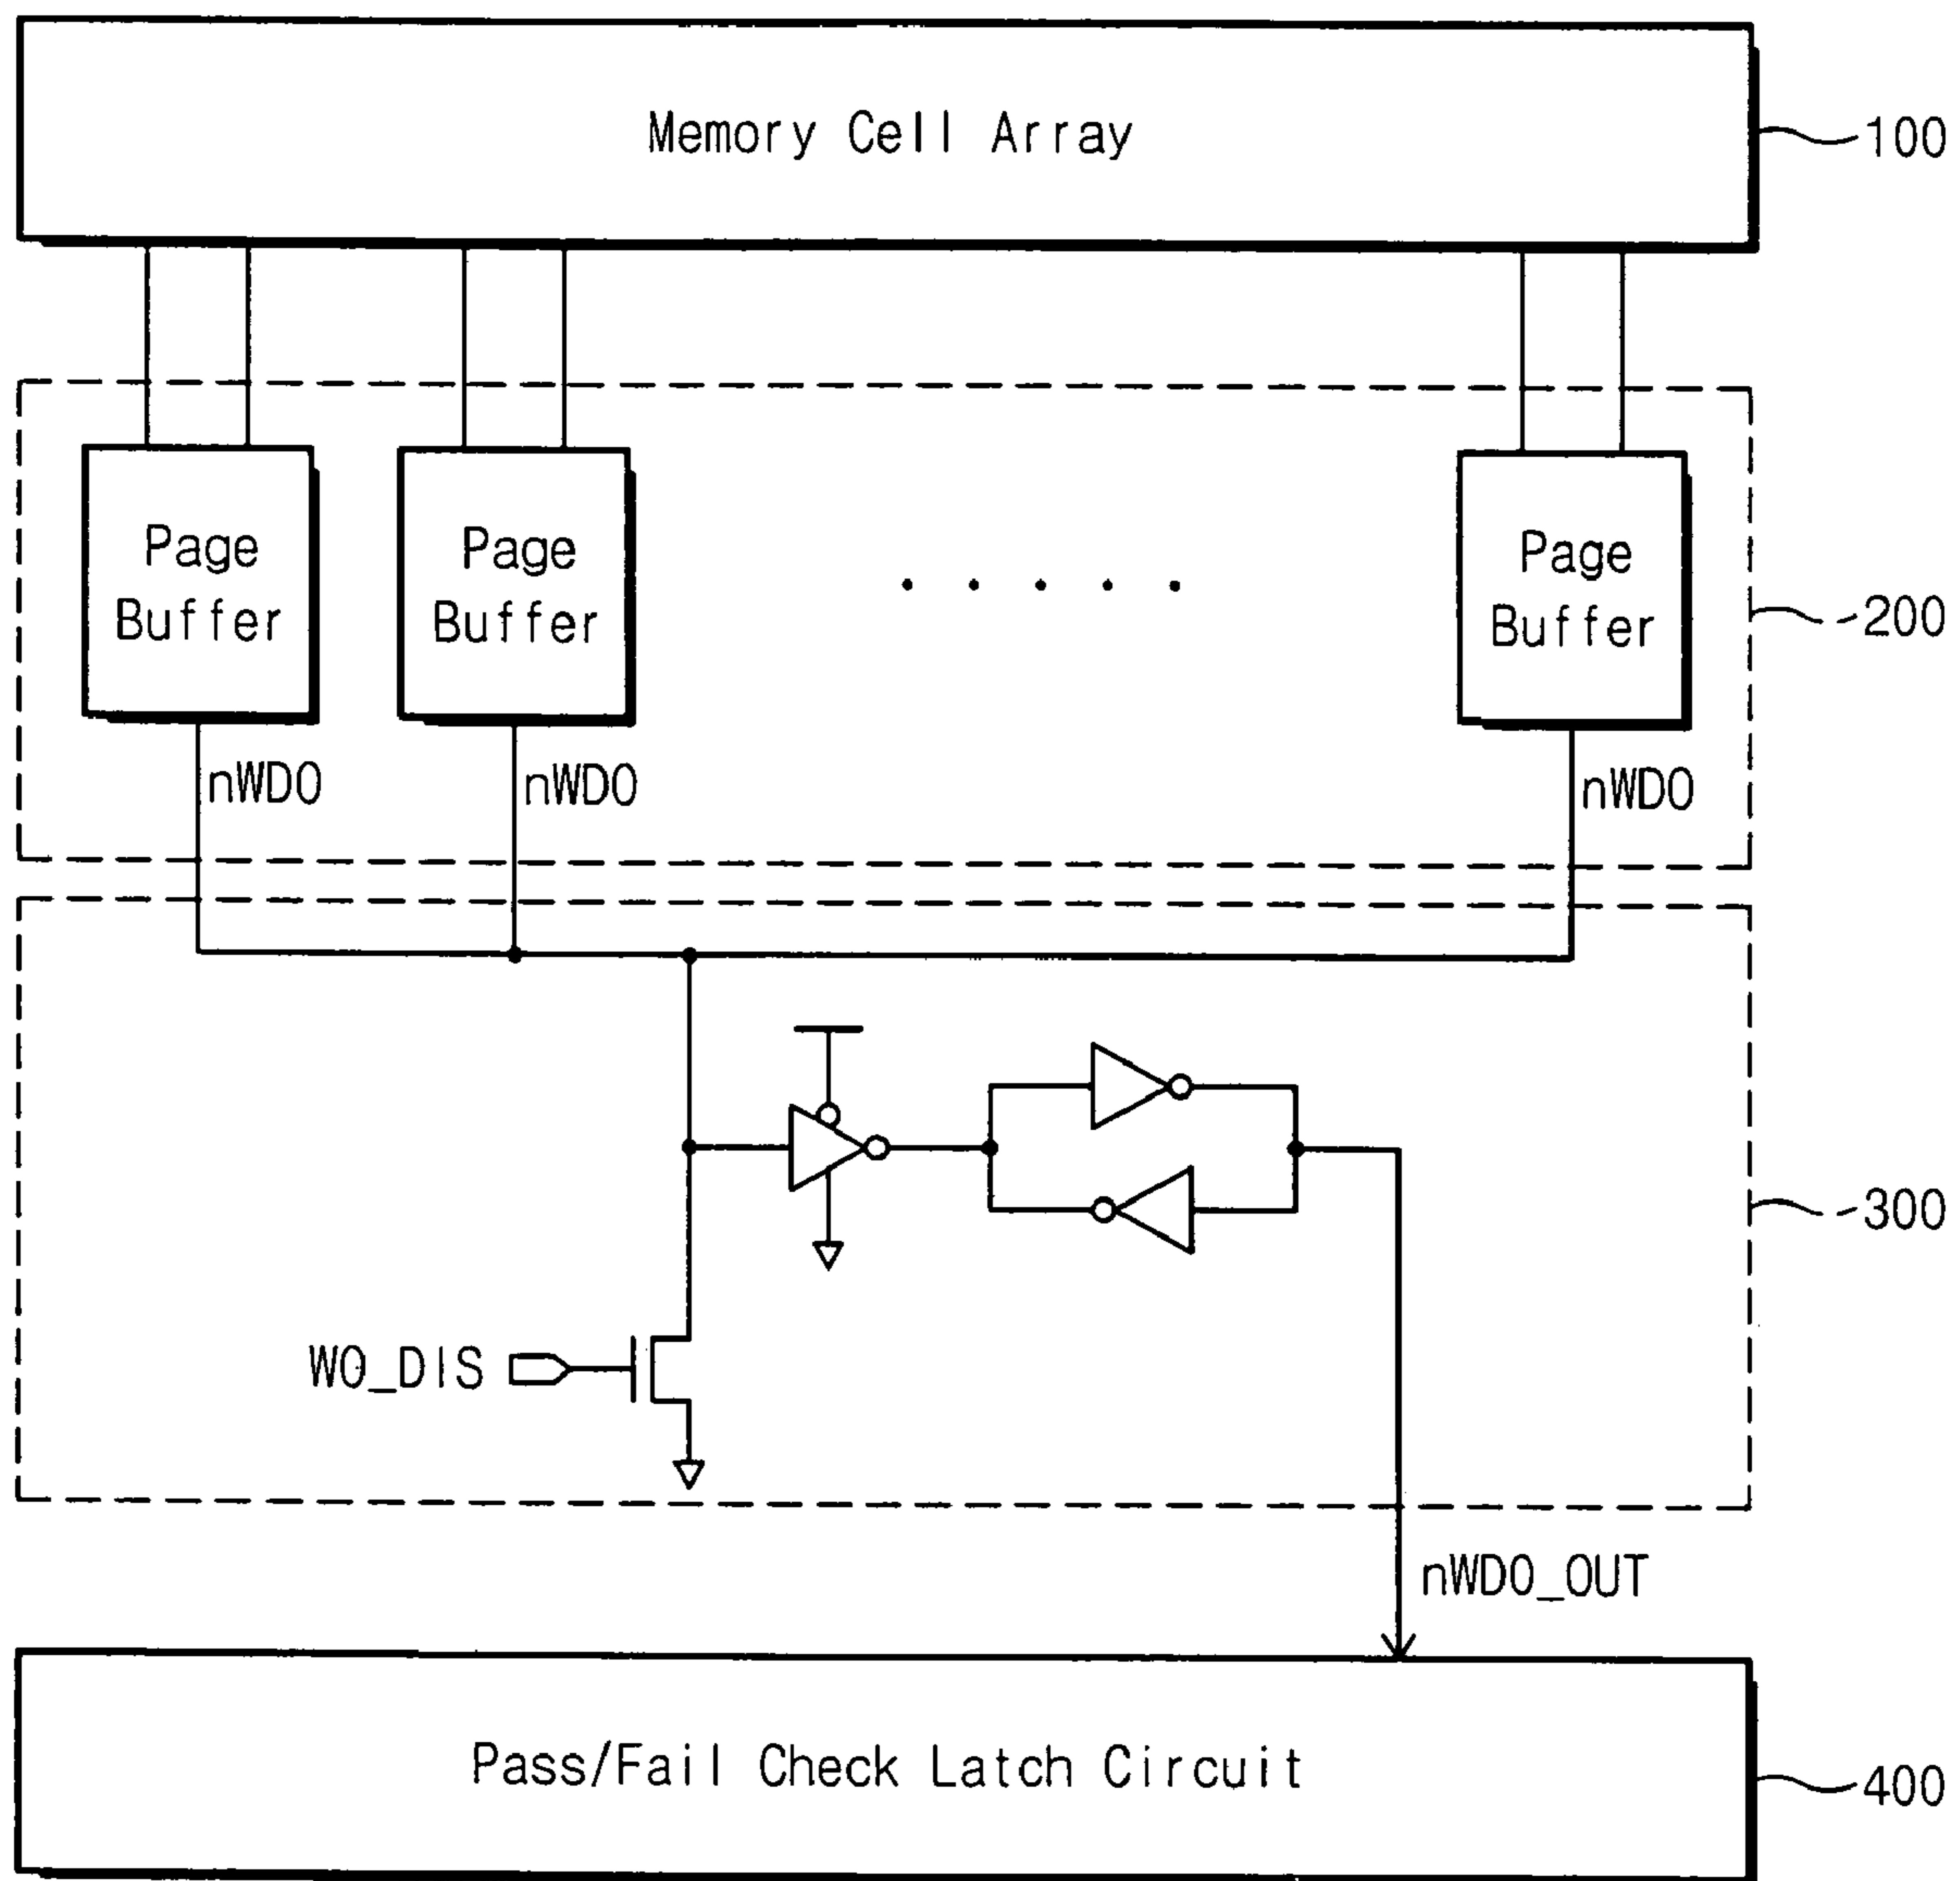 Memory Cell Array
100
Page
Buffer
Page
Buffer
Page
Buffer
200
nWDO
nWDO
nWDO
300
WO_DIS
nWDO_OUT
Pass/Fail Check Latch Circuit
400